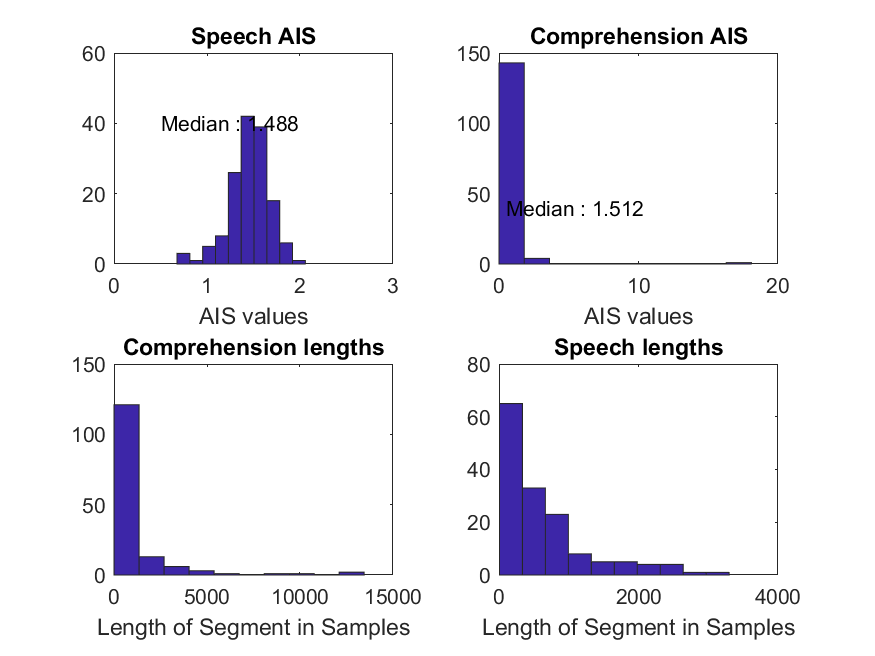 Speech AIS
60
40
20
0
Median : 1.488
0 1 2 3
AIS values
Comprehension AIS
150
100
50
0
Median : 1.512
0 10 20
AIS values
Comprehension lengths
150
100
50
0
0 5000 10000 15000
Length of Segment in Samples
Speech lengths
80
60
40
20
0
0 2000 4000
Length of Segment in Samples